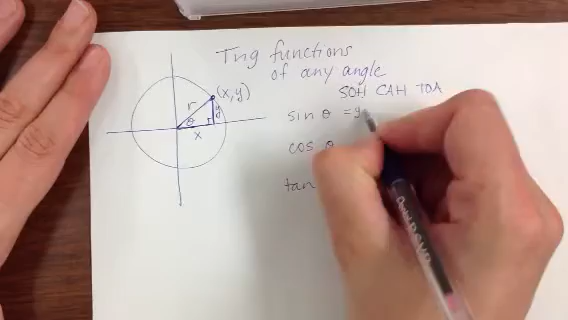 Trig functions
of any angle
SOH CAH TOA
(x,y)
r
y
θ
x
sin θ = y
cos θ
tan